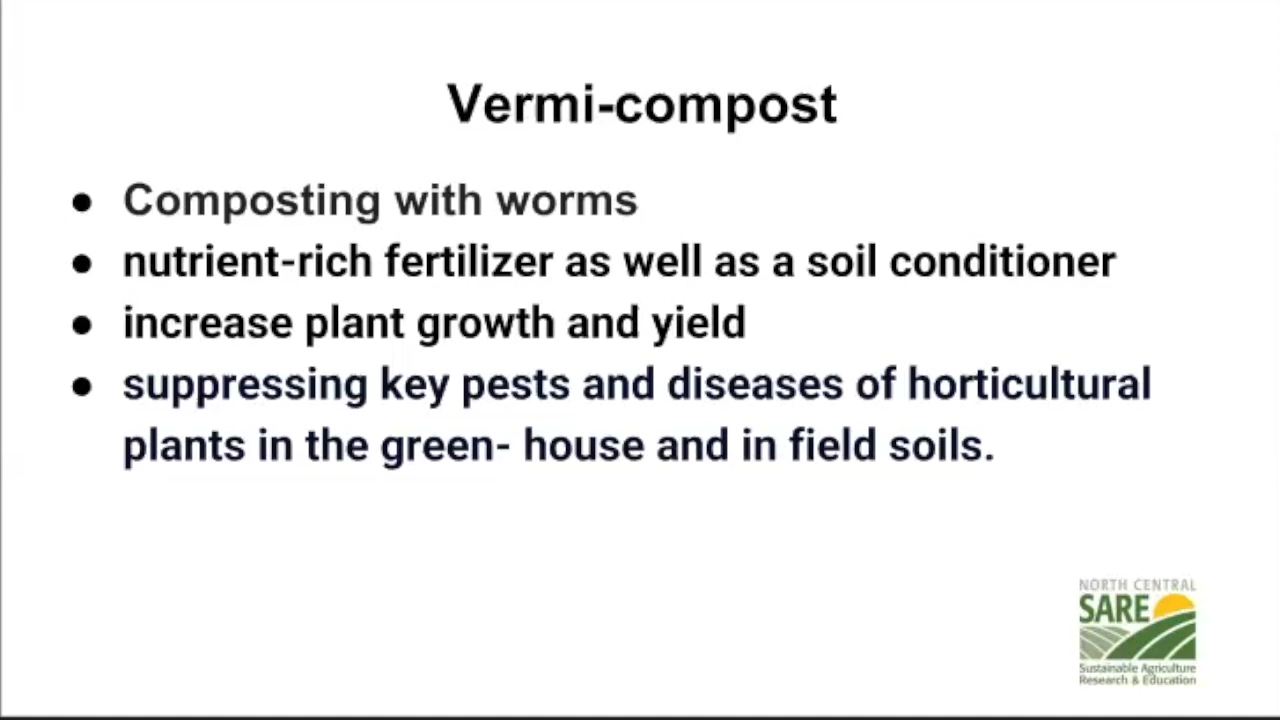 Vermi-compost
● Composting with worms
● nutrient-rich fertilizer as well as a soil conditioner
● increase plant growth and yield
● suppressing key pests and diseases of horticultural
plants in the green- house and in field soils.
NORTH CENTRAL
SARE
Sustainable Agriculture
Research & Education